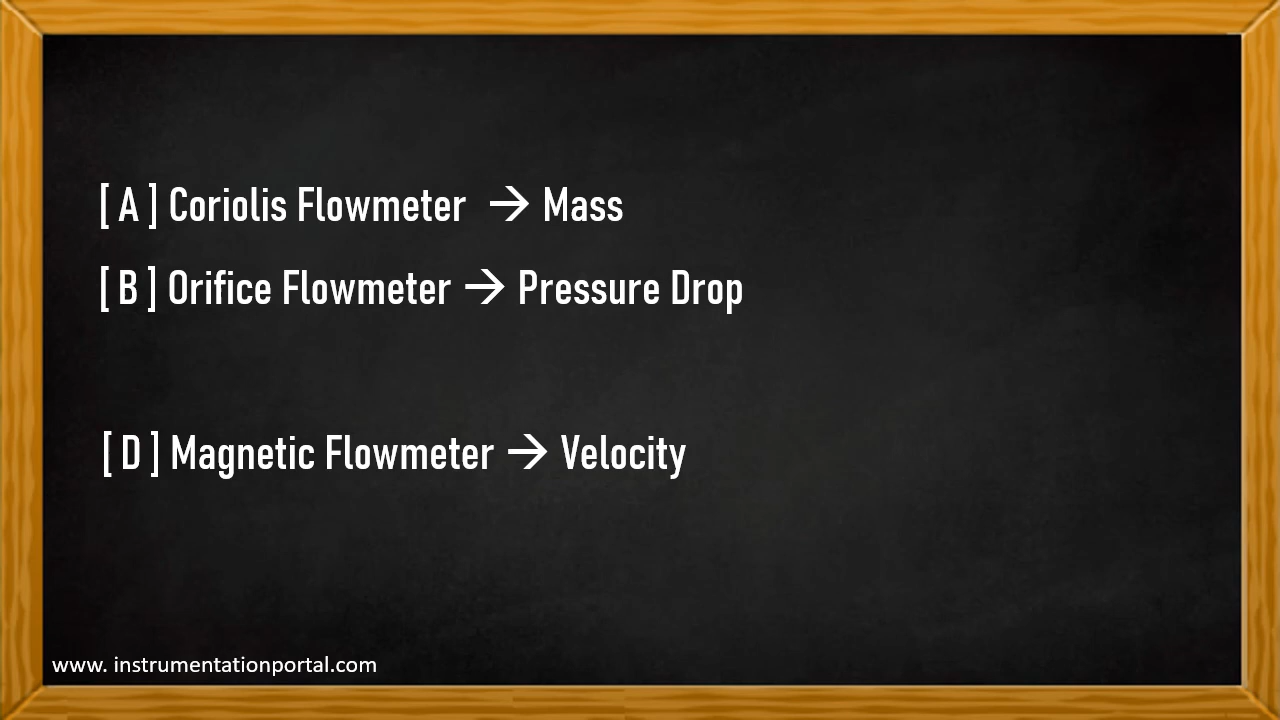 [ A ] Coriolis Flowmeter → Mass
[ B ] Orifice Flowmeter → Pressure Drop
[ D ] Magnetic Flowmeter → Velocity
www. instrumentationportal.com